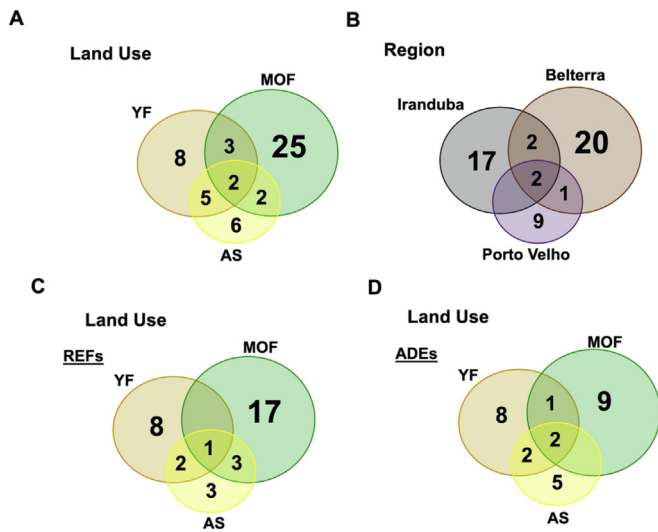 A
Land Use
YF
MOF
8
3
25
5
2
2
6
AS
B
Region
Belterra
Iranduba
17
2
20
2
1
9
Porto Velho
C
Land Use
REFs
YF
MOF
8
17
1
2
3
3
AS
D
Land Use
ADEs
MOF
YF
8
1
9
2
2
5
AS